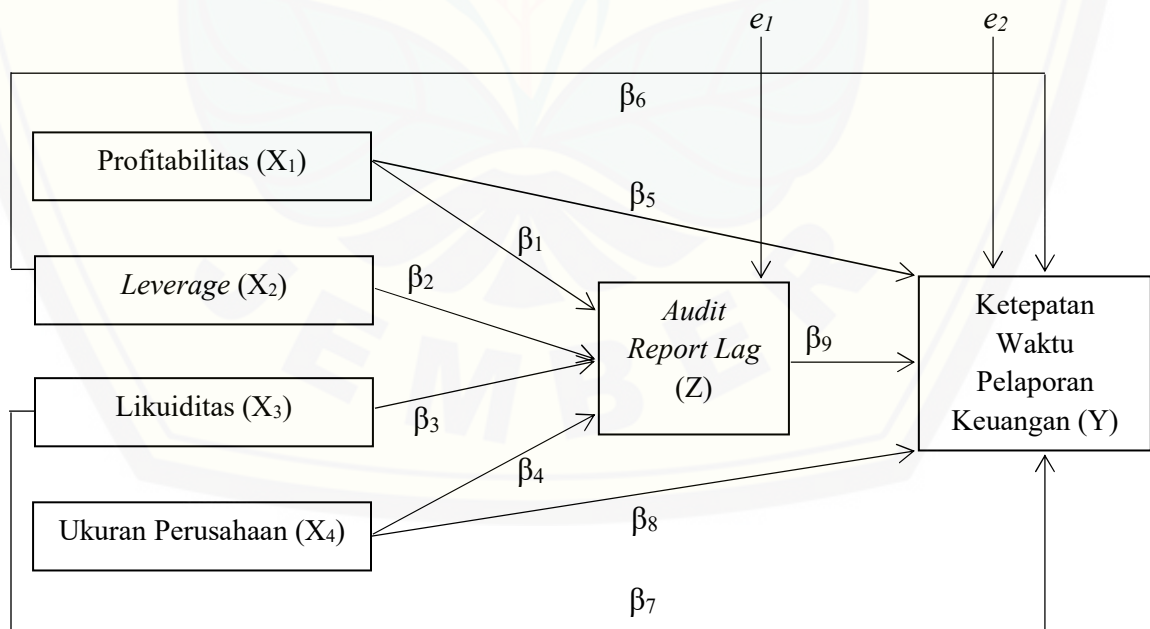 e₁
e₂
β₆
Profitabilitas (X₁)
β₅
β₁
Leverage (X₂)
β₂
Audit
Report Lag
(Z)
β₉
Ketepatan
Waktu
Pelaporan
Keuangan (Y)
Likuiditas (X₃)
β₃
β₄
Ukuran Perusahaan (X₄)
β₈
β₇
JEMBER